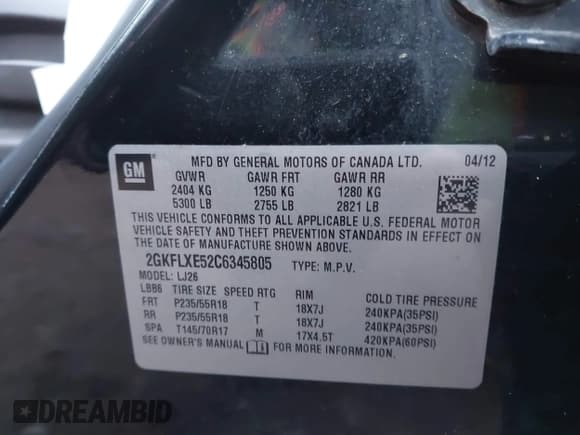 GM
MFD BY GENERAL MOTORS OF CANADA LTD. 04/12
GVWR GAWR FRT GAWR RR
2404 KG 1250 KG 1280 KG
5300 LB 2755 LB 2821 LB
THIS VEHICLE CONFORMS TO ALL APPLICABLE U.S. FEDERAL MOTOR
VEHICLE SAFETY AND THEFT PREVENTION STANDARDS IN EFFECT ON
THE DATE OF MANUFACTURE SHOWN ABOVE.
2GKFLXE52C6345805 TYPE: M.P.V.
MODEL: LJ26
LBB6 TIRE SIZE SPEED RTG RIM COLD TIRE PRESSURE
FRT P235/55R18 T 18X7J 240KPA(35PSI)
RR P235/55R18 T 18X7J 240KPA(35PSI)
SPA T145/70R17 M 17X4.5T 420KPA(60PSI)
SEE OWNER'S MANUAL FOR MORE INFORMATION.
DREAMBID